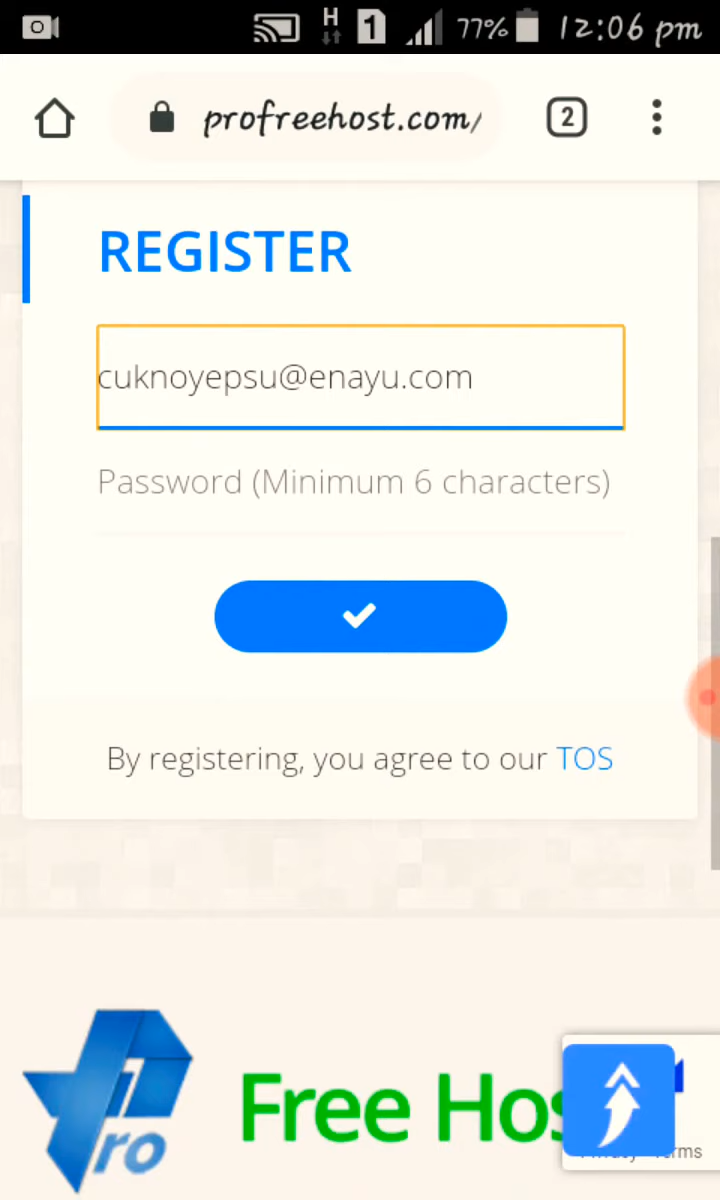 H 1 77% 12:06 pm
profreehost.com/ 2
REGISTER
cuknoyepsu@enayu.com
Password (Minimum 6 characters)
By registering, you agree to our TOS
Free Hos
ro